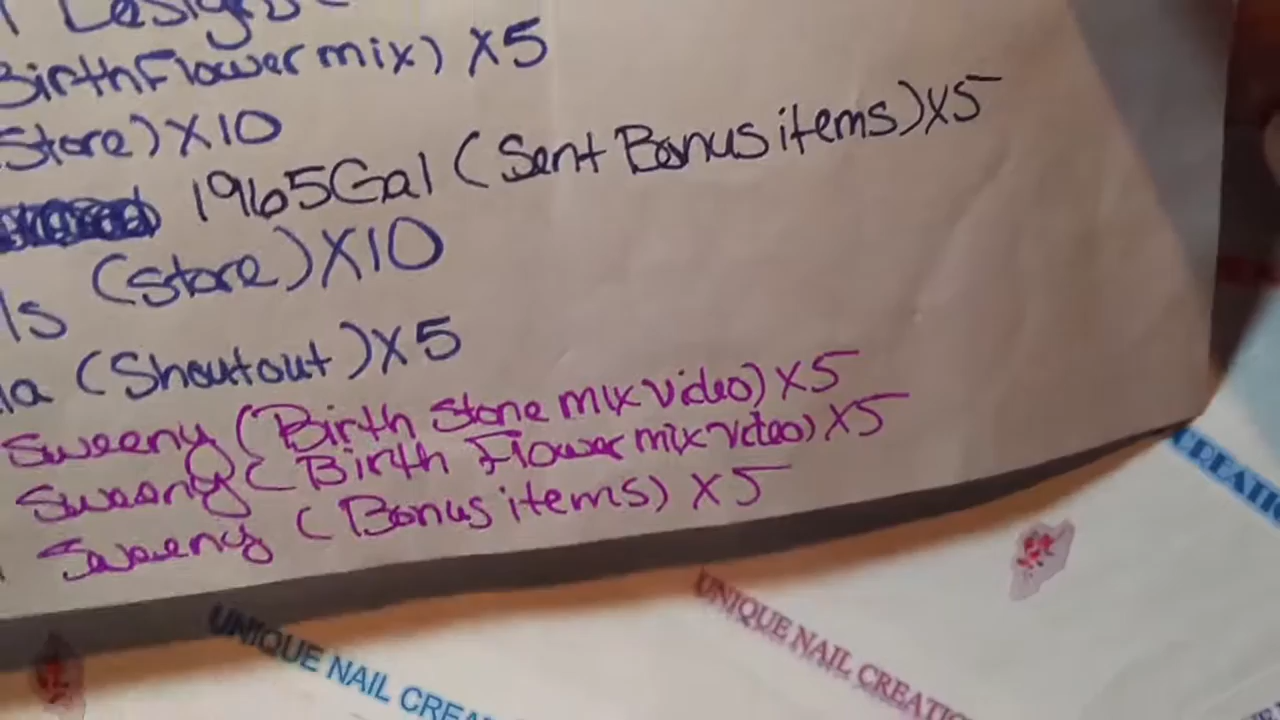 Designs
BirthFlower mix) X5
Store) X10
1965Gal (Sent Bonus items) X5
ls (Store) X10
la (Shoutout) X5
Sweeny (Birth Stone mix video) X5
Sweeny (Birth Flower mix video) X5
Sweeny (Bonus items) X5
CREATI
UNIQUE NAIL CREA
UNIQUE NAIL CREATIO